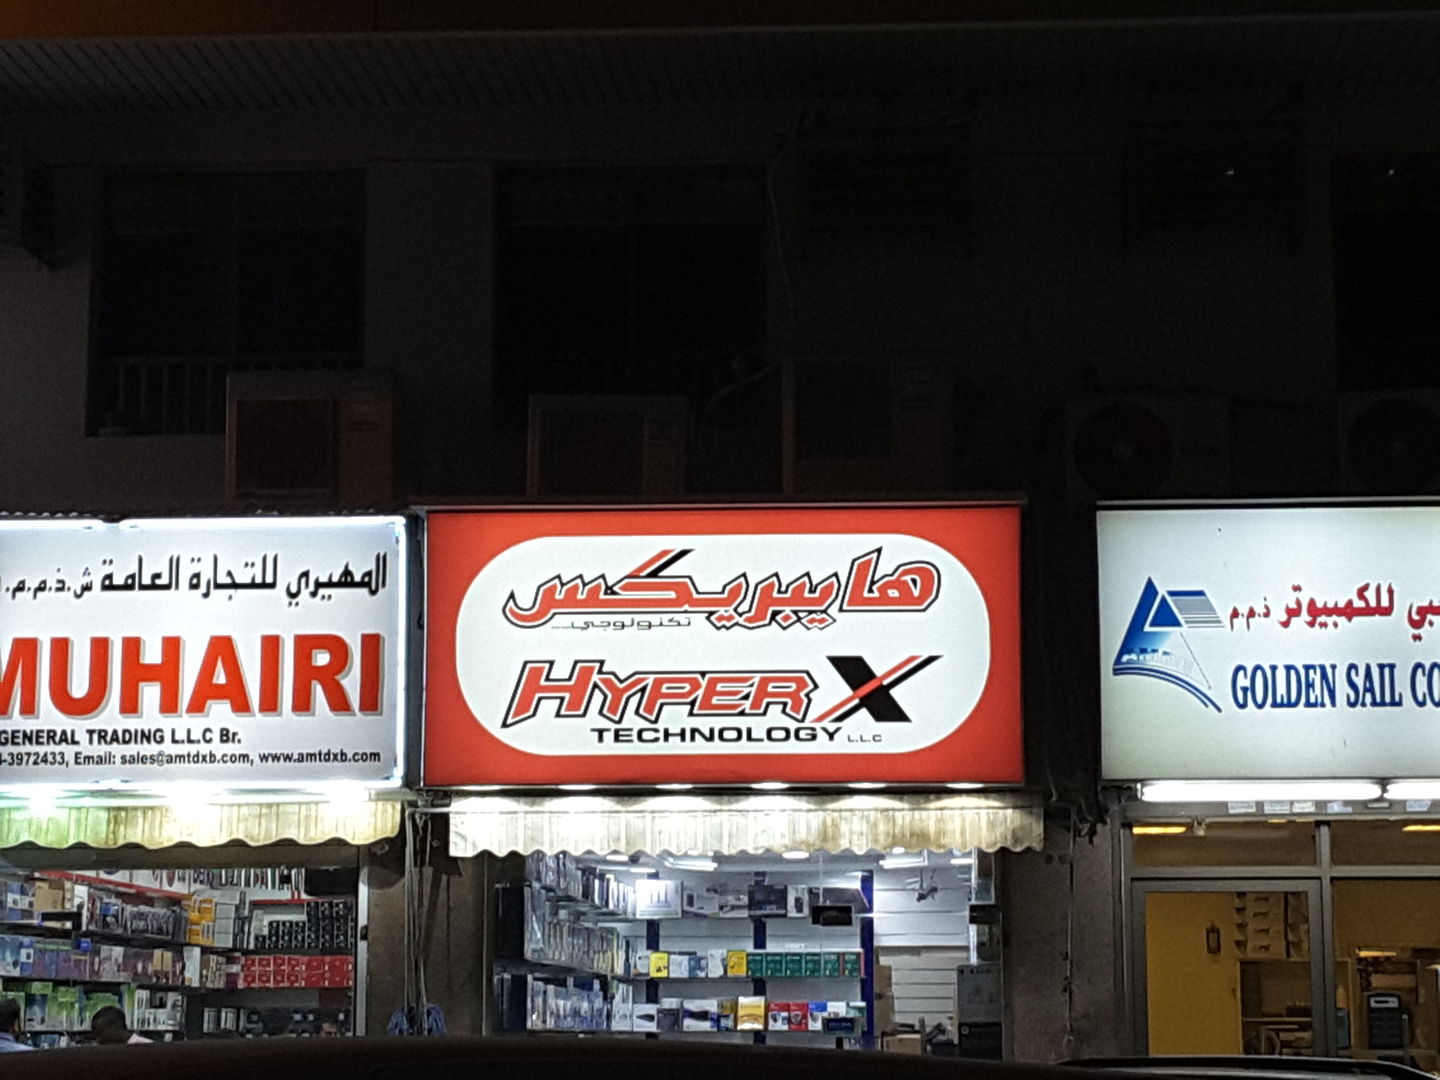 المهيري للتجارة العامة ش.ذ.م.م.
MUHAIRI
GENERAL TRADING L.L.C Br.
-3972433, Email: sales@amtdxb.com, www.amtdxb.com
هايبريكس
تكنولوجي
HYPER X
TECHNOLOGY L.L.C
بي للكمبيوتر ذ.م.م
GOLDEN SAIL CO